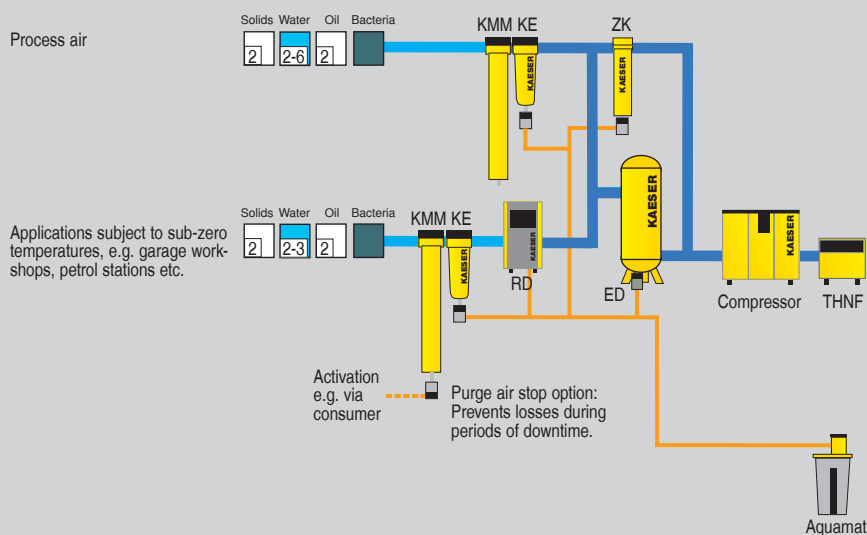 Solids Water Oil Bacteria
KMM KE
ZK
Process air
2
2-6
2
KAESER
KAESER
Solids Water Oil Bacteria
KMM KE
Applications subject to sub-zero
temperatures, e.g. garage work-
shops, petrol stations etc.
2
2-3
2
KAESER
KAESER
KAESER
KAESER
RD
ED
Compressor
THNF
Activation
e.g. via
consumer
Purge air stop option:
Prevents losses during
periods of downtime.
Aquamat